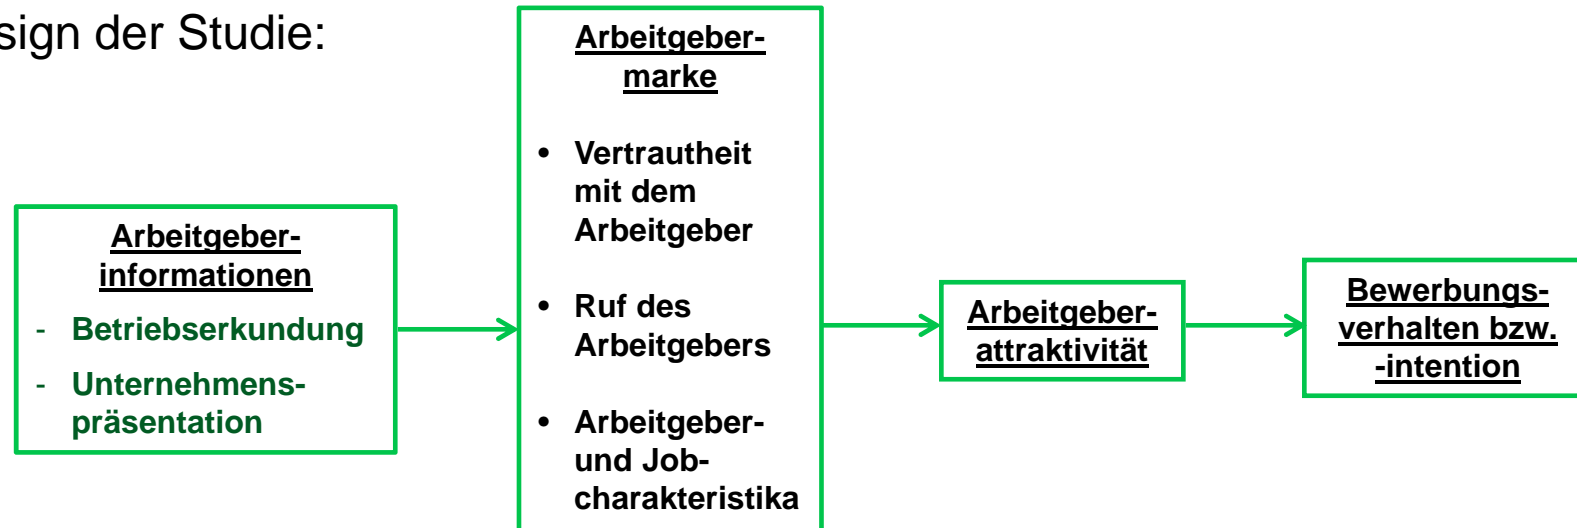 sign der Studie:
Arbeitgeber-
informationen
- Betriebserkundung
- Unternehmens-
präsentation
Arbeitgeber-
marke
• Vertrautheit
mit dem
Arbeitgeber
• Ruf des
Arbeitgebers
• Arbeitgeber-
und Job-
charakteristika
Arbeitgeber-
attraktivität
Bewerbungs-
verhalten bzw.
-intention